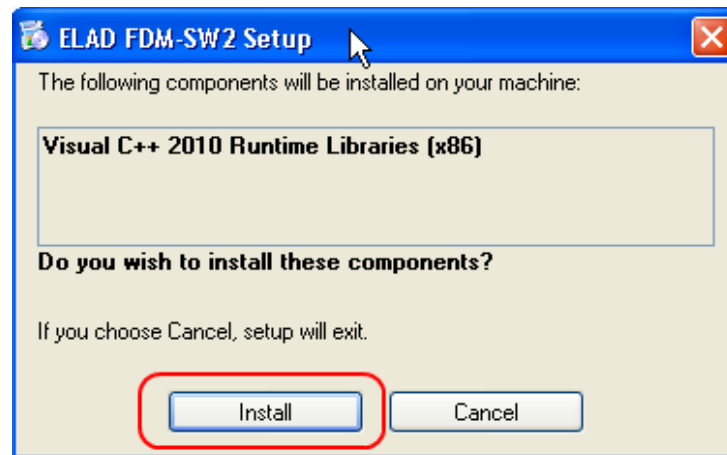 ELAD FDM-SW2 Setup
The following components will be installed on your machine:
Visual C++ 2010 Runtime Libraries (x86)
Do you wish to install these components?
If you choose Cancel, setup will exit.
Install Cancel